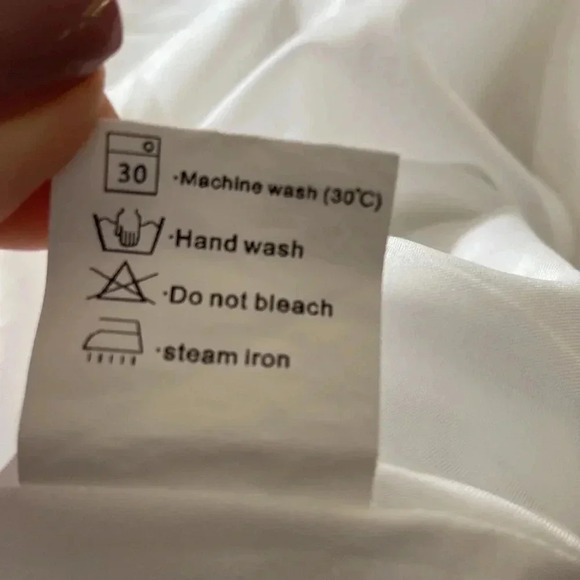 30
·Machine wash (30℃)
·Hand wash
·Do not bleach
·steam iron